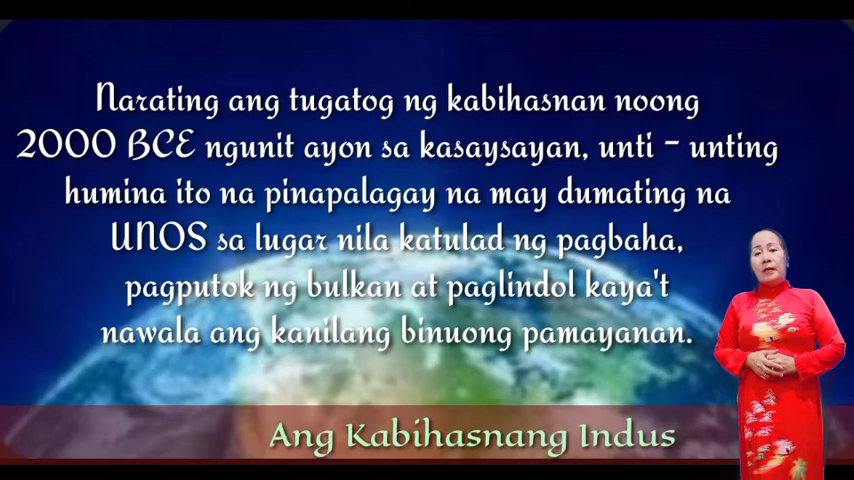 Narating ang tugatog ng kabihasnan noong
2000 BCE ngunit ayon sa kasaysayan, unti - unting
humina ito na pinapalagay na may dumating na
UNOS sa lugar nila katulad ng pagbaha,
pagputok ng bulkan at paglindol kaya't
nawala ang kanilang binuong pamayanan.
Ang Kabihasnang Indus